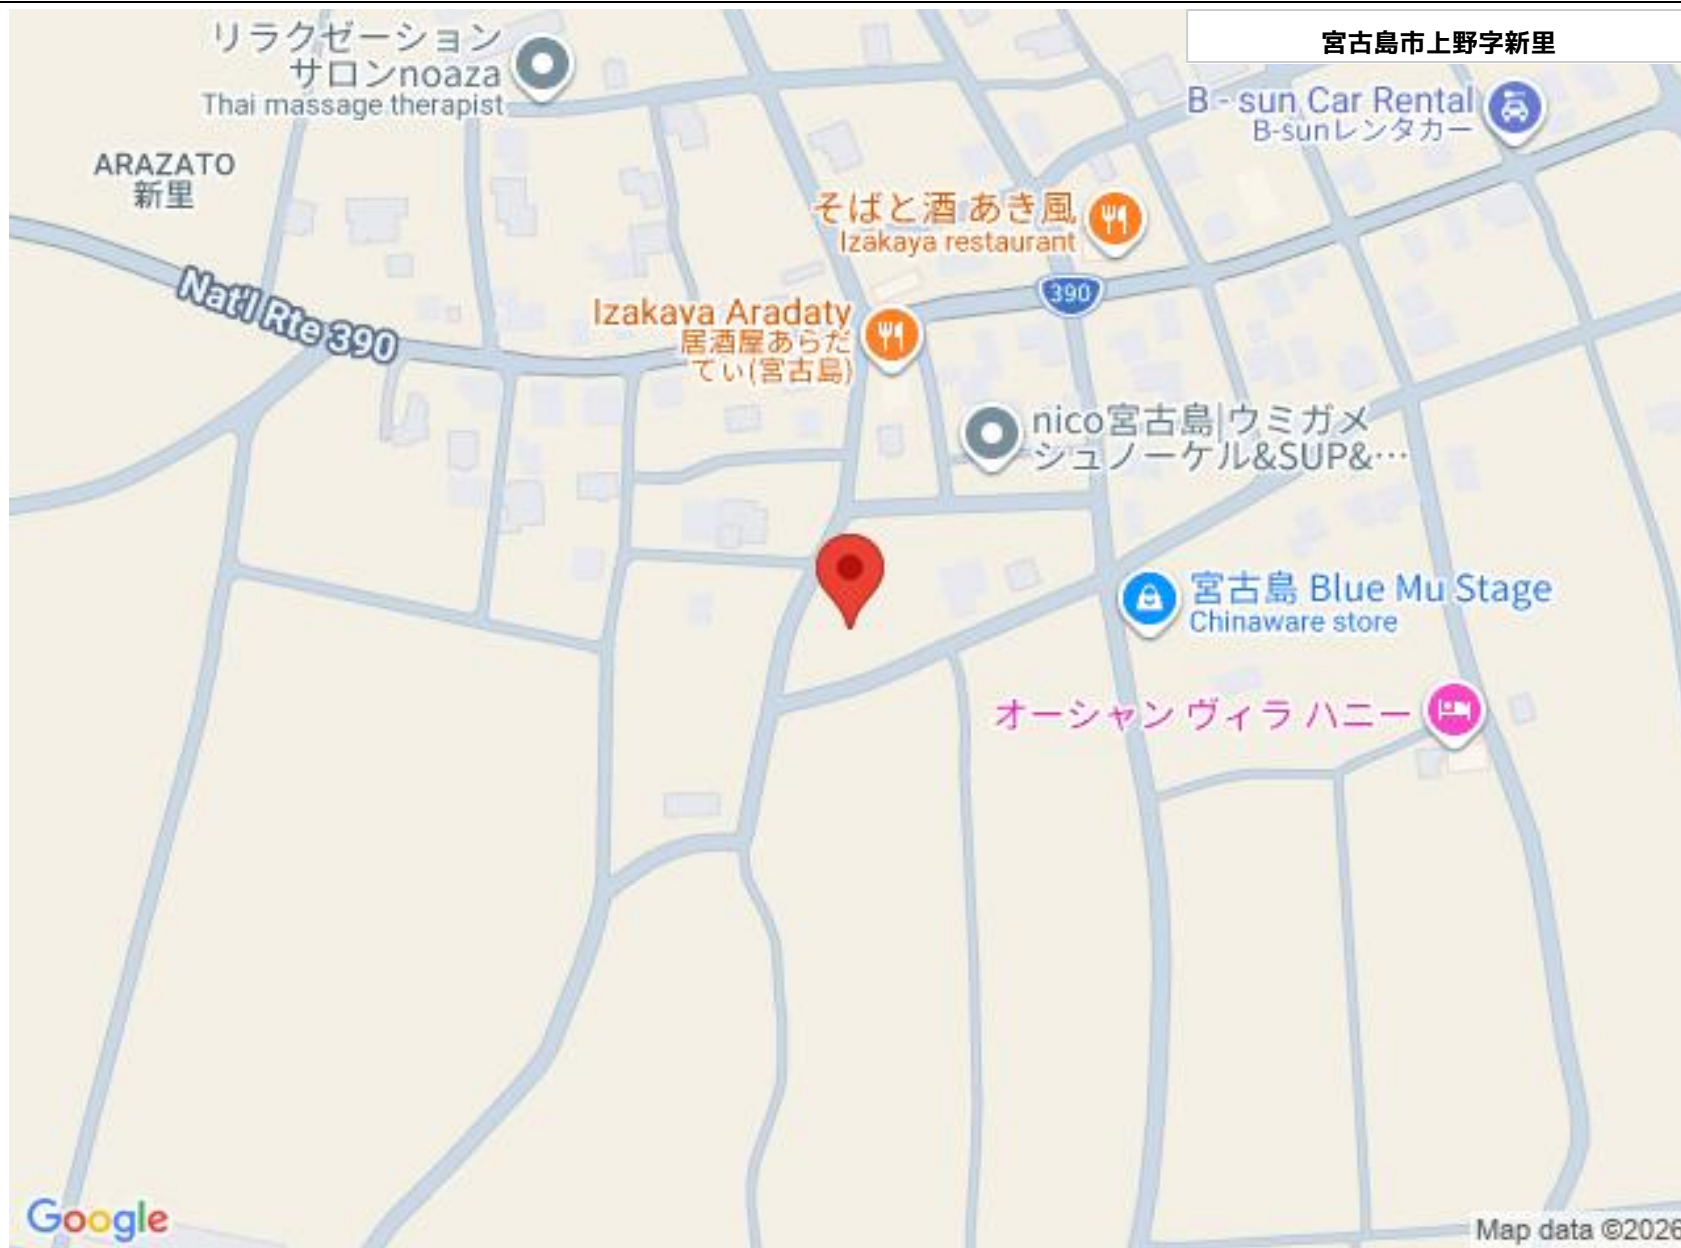 宮古島市上野字新里
リラクゼーション
サロンnoaza
Thai massage therapist
B - sun Car Rental
B-sunレンタカー
ARAZATO
新里
そばと酒 あき風
Izakaya restaurant
Nat'l Rte 390
390
Izakaya Aradaty
居酒屋あらだ
てぃ(宮古島)
nico宮古島|ウミガメ
シュノーケル&SUP&…
宮古島 Blue Mu Stage
Chinaware store
オーシャン ヴィラ ハニー
Google
Map data ©2026